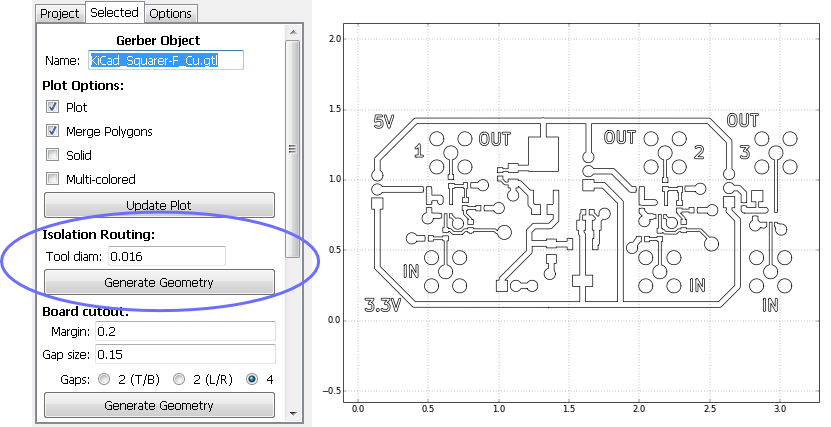 Project Selected Options
Gerber Object
Name: KiCad_Squarer-F_Cu.gtl
Plot Options:
Plot
Merge Polygons
Solid
Multi-colored
Update Plot
Isolation Routing:
Tool diam: 0.016
Generate Geometry
Board cutout:
Margin: 0.2
Gap size: 0.15
Gaps: 2 (T/B) 2 (L/R) 4
Generate Geometry
2.0
1.5
1.0
0.5
0.0
−0.5
0.0 0.5 1.0 1.5 2.0 2.5 3.0
5V
1
OUT
OUT
2
OUT
3
IN
3.3V
IN
IN